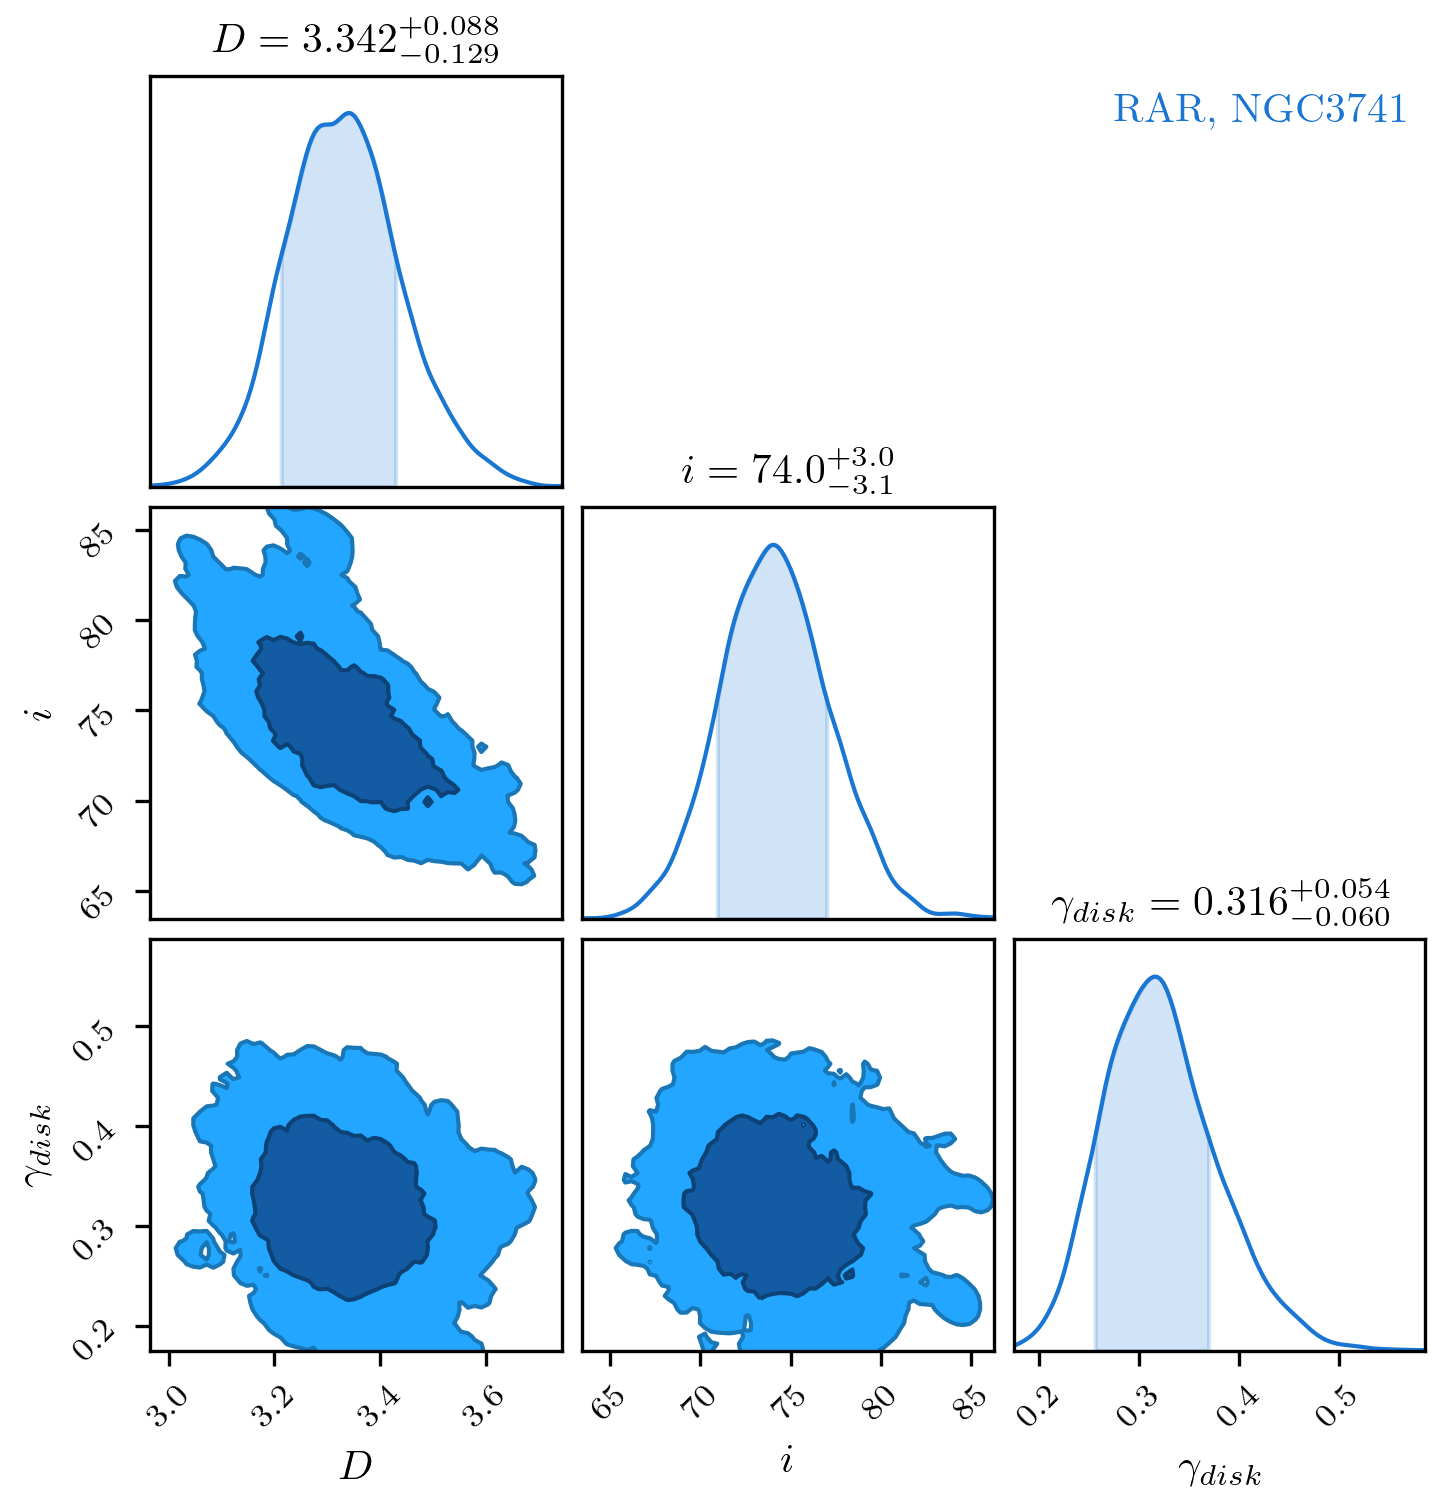 D = 3.342^{+0.088}_{-0.129}
RAR, NGC3741
i = 74.0^{+3.0}_{-3.1}
85
80
75
70
65
i
γ_{disk} = 0.316^{+0.054}_{-0.060}
0.5
0.4
0.3
0.2
γ_{disk}
3.0 3.2 3.4 3.6
65 70 75 80 85
0.2 0.3 0.4 0.5
D
i
γ_{disk}